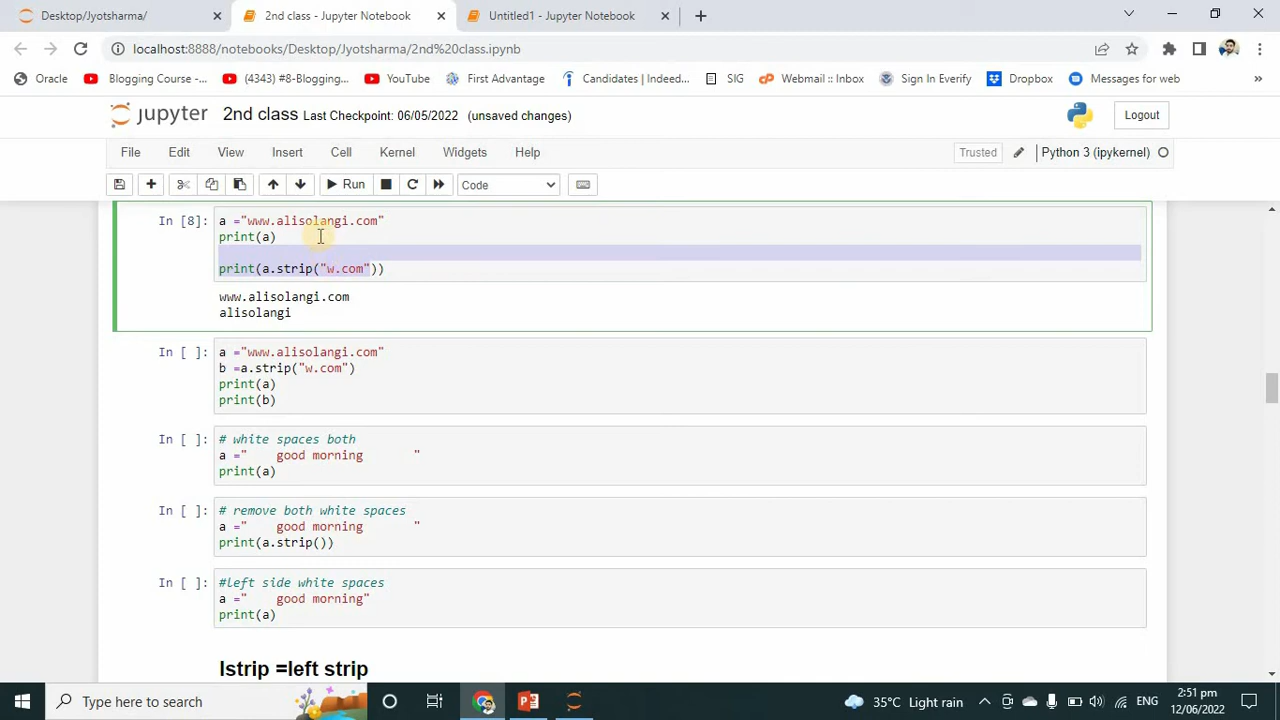 Desktop/Jyotsharma/
2nd class - Jupyter Notebook
Untitled1 - Jupyter Notebook
localhost:8888/notebooks/Desktop/Jyotsharma/2nd%20class.ipynb
Oracle
Blogging Course -...
(4343) #8-Blogging...
YouTube
First Advantage
Candidates | Indeed...
SIG
Webmail :: Inbox
Sign In Everify
Dropbox
Messages for web
»
jupyter 2nd class Last Checkpoint: 06/05/2022 (unsaved changes)
Logout
File Edit View Insert Cell Kernel Widgets Help
Trusted
Python 3 (ipykernel)
Run
Code
In [8]: a ="www.alisolangi.com"
print(a)
print(a.strip("w.com"))
www.alisolangi.com
alisolangi
In [ ]: a ="www.alisolangi.com"
b =a.strip("w.com")
print(a)
print(b)
In [ ]: # white spaces both
a ="    good morning       "
print(a)
In [ ]: # remove both white spaces
a ="    good morning       "
print(a.strip())
In [ ]: #left side white spaces
a ="    good morning"
print(a)
lstrip =left strip
Type here to search
35°C Light rain
ENG
2:51 pm
12/06/2022